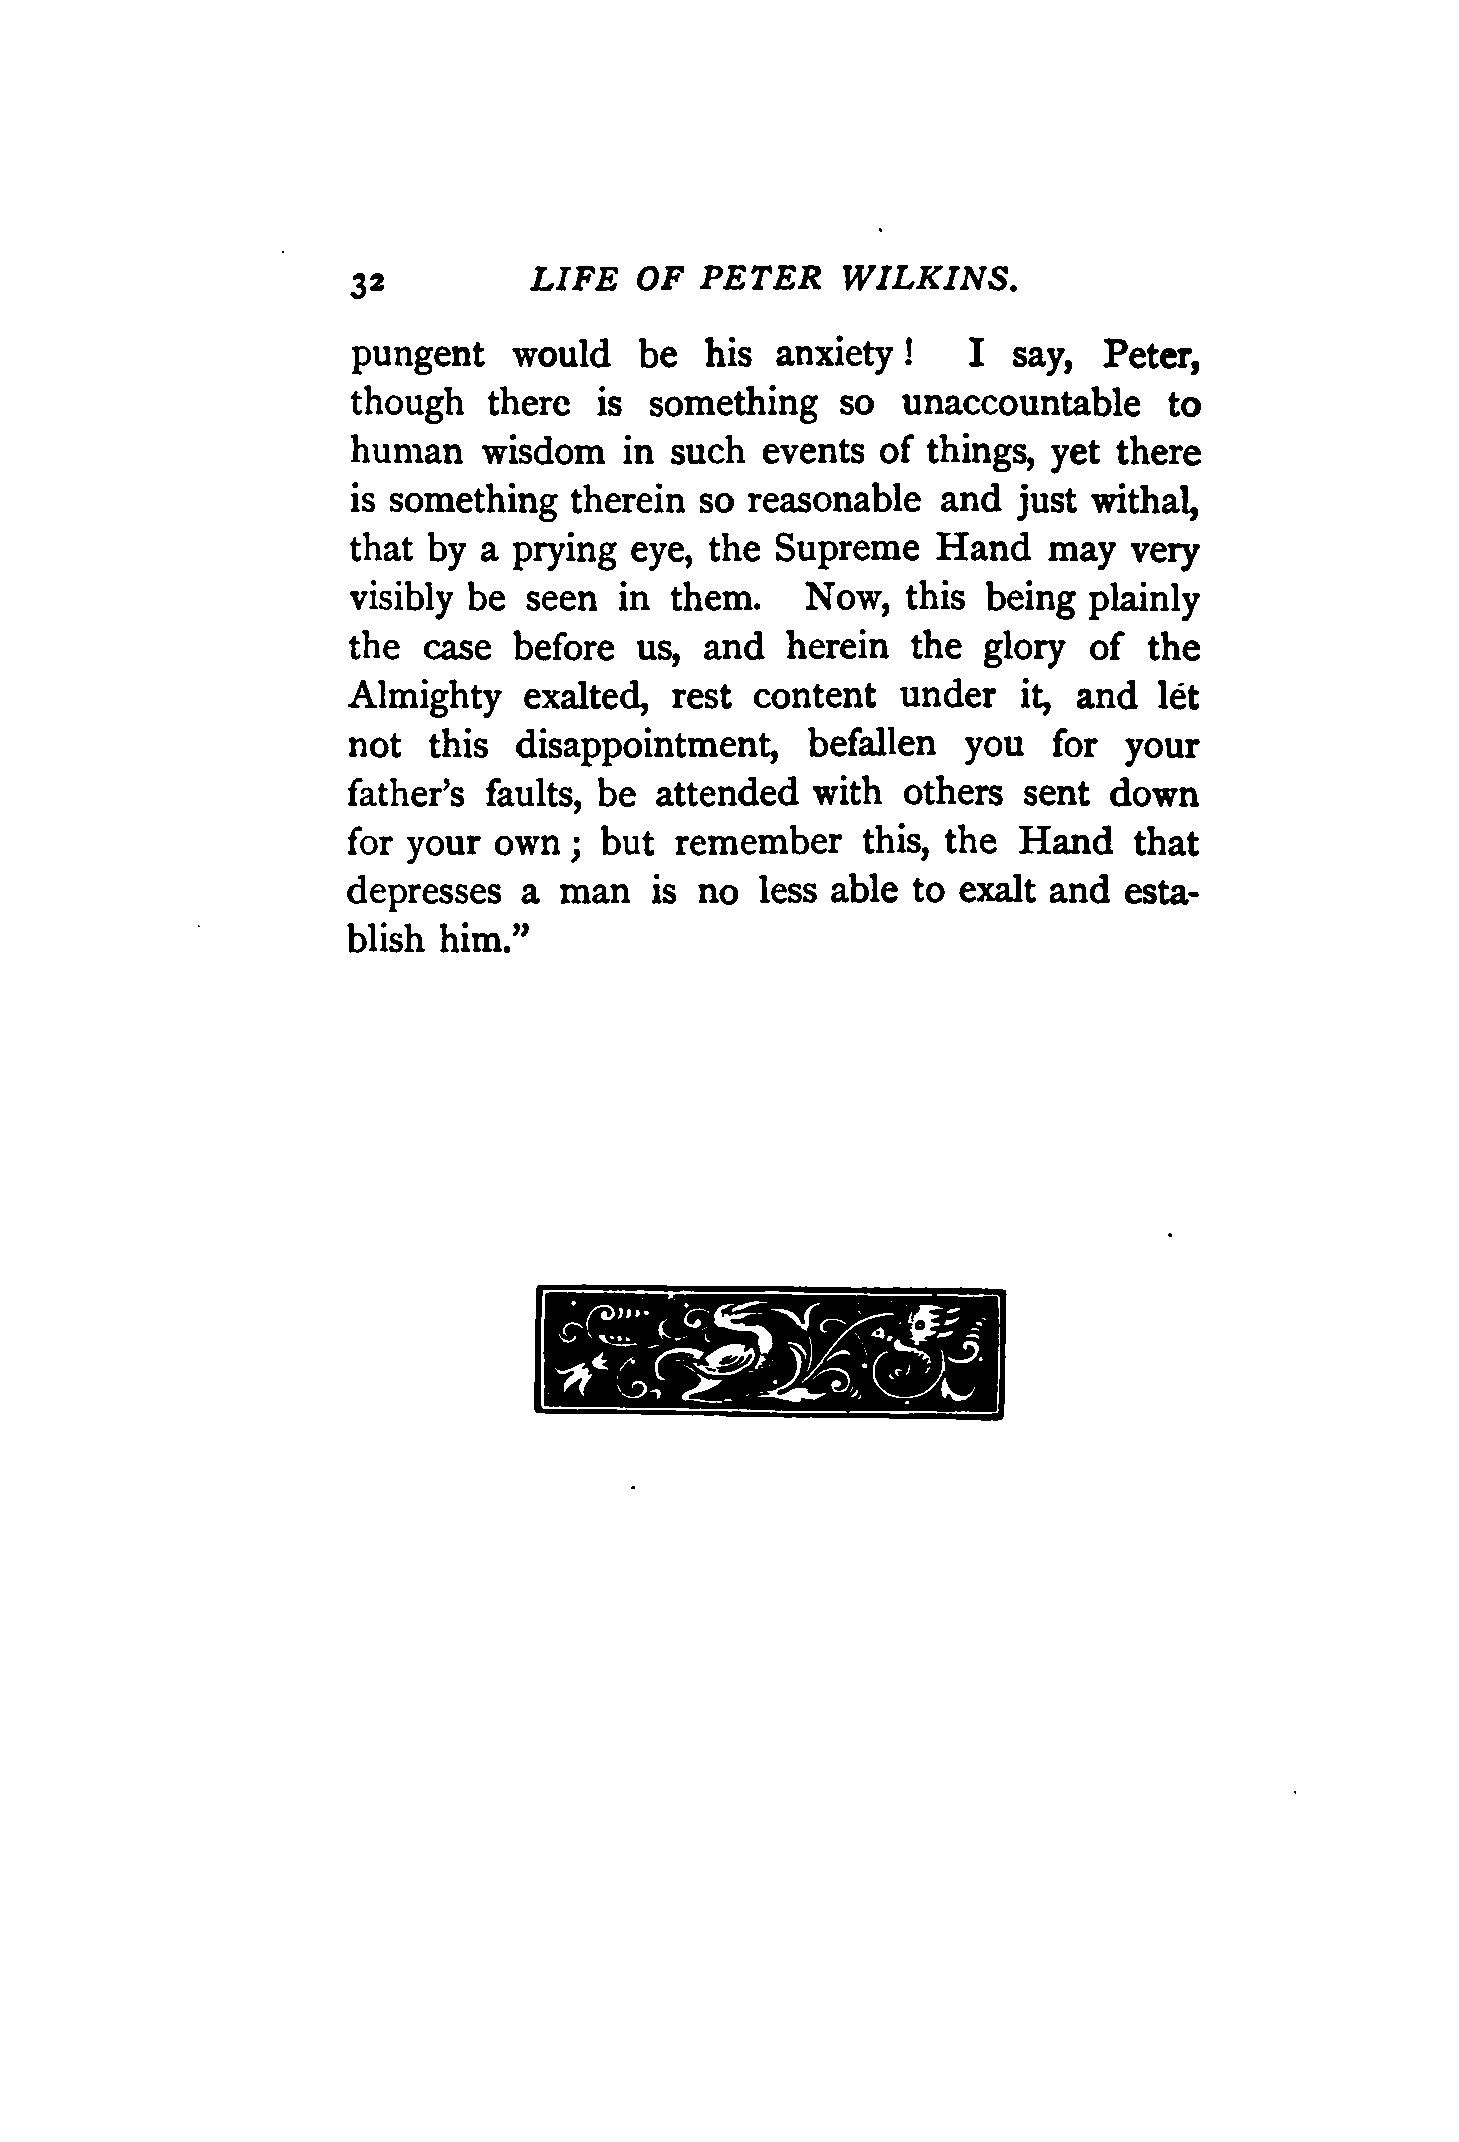 32 LIFE OF PETER WILKINS.
pungent would be his anxiety ! I say, Peter,
though there is something so unaccountable to
human wisdom in such events of things, yet there
is something therein so reasonable and just withal,
that by a prying eye, the Supreme Hand may very
visibly be seen in them. Now, this being plainly
the case before us, and herein the glory of the
Almighty exalted, rest content under it, and let
not this disappointment, befallen you for your
father's faults, be attended with others sent down
for your own ; but remember this, the Hand that
depresses a man is no less able to exalt and esta-
blish him.”